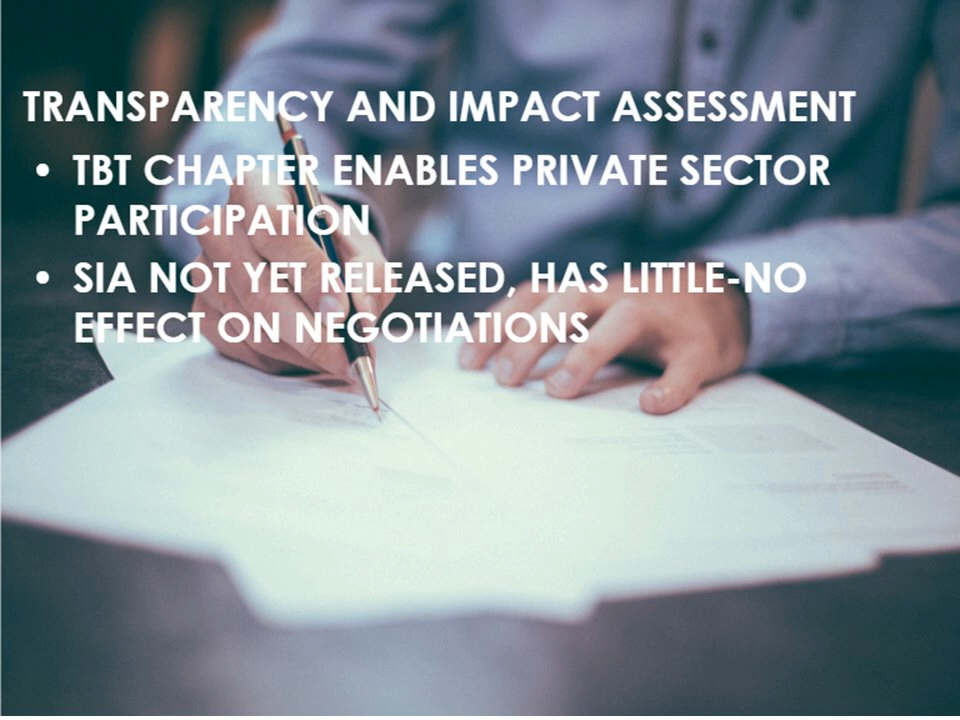 TRANSPARENCY AND IMPACT ASSESSMENT
• TBT CHAPTER ENABLES PRIVATE SECTOR
PARTICIPATION
• SIA NOT YET RELEASED, HAS LITTLE-NO
EFFECT ON NEGOTIATIONS